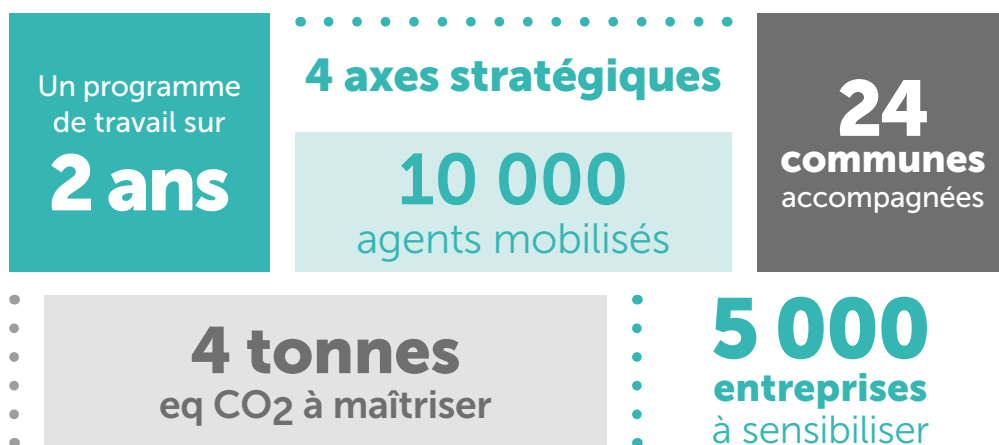 Un programme
de travail sur
2 ans
4 axes stratégiques
10 000
agents mobilisés
24
communes
accompagnées
4 tonnes
eq CO2 à maîtriser
5 000
entreprises
à sensibiliser